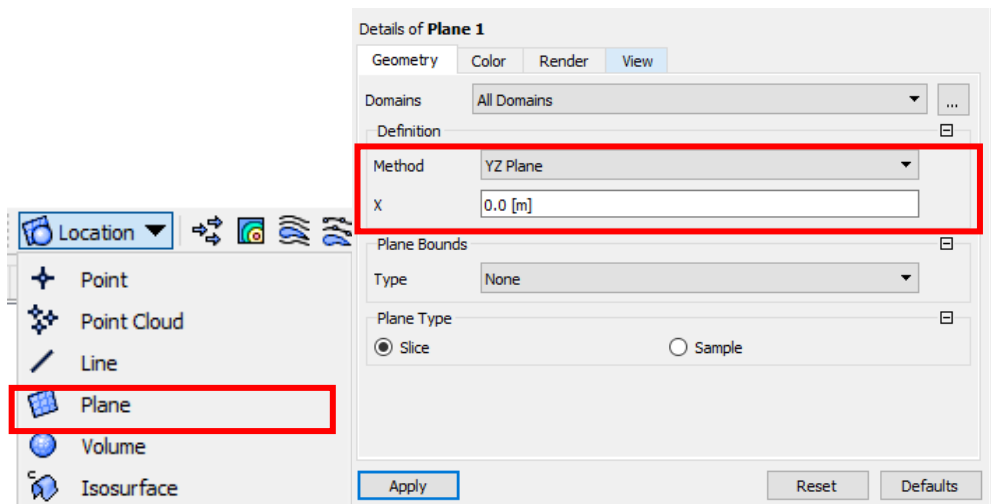 Location
Point
Point Cloud
Line
Plane
Volume
Isosurface
Details of Plane 1
Geometry Color Render View
Domains All Domains ...
Definition
Method YZ Plane
X 0.0 [m]
Plane Bounds
Type None
Plane Type
Slice Sample
Apply Reset Defaults